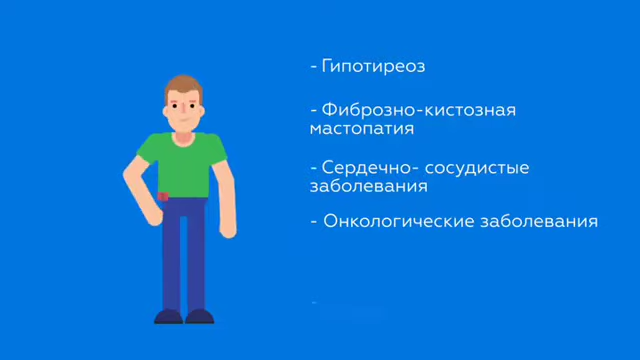 - Гипотиреоз
- Фиброзно-кистозная
мастопатия
- Сердечно- сосудистые
заболевания
- Онкологические заболевания
-